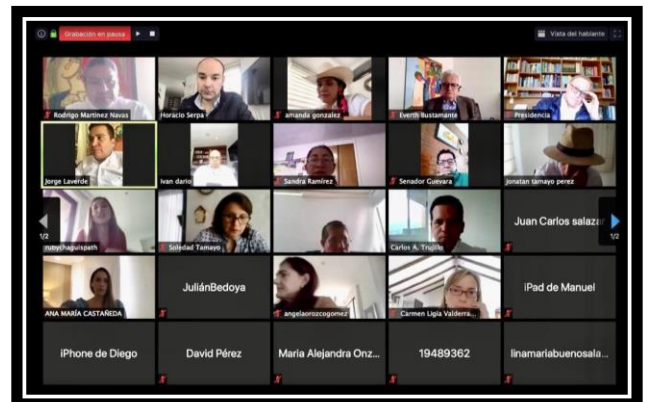 Grabación en pausa
Vista del hablante
Rodrigo Martínez Navas
Horacio Serpa
amanda gonzalez
Everth Bustamante
Presidencia
Jorge Laverde
Ivan dario
Sandra Ramírez
Senador Guevara
jonatan tamayo perez
rubychaguispath
Soledad Tamayo
Carlos A. Trujillo
Juan Carlos salazar
1/2
1/2
ANA MARÍA CASTAÑEDA
JuliánBedoya
angelaorozcogomez
Carmen Ligia Valderra...
iPad de Manuel
iPhone de Diego
David Pérez
Maria Alejandra Onz...
19489362
linamariabuenosala...